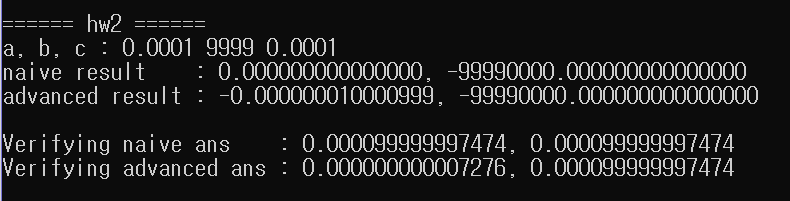 ====== hw2 ======
a, b, c : 0.0001 9999 0.0001
naive result    : 0.000000000000000, -99990000.000000000000000
advanced result : -0.000000010000999, -99990000.000000000000000
Verifying naive ans    : 0.000099999997474, 0.000099999997474
Verifying advanced ans : 0.000000000007276, 0.000099999997474